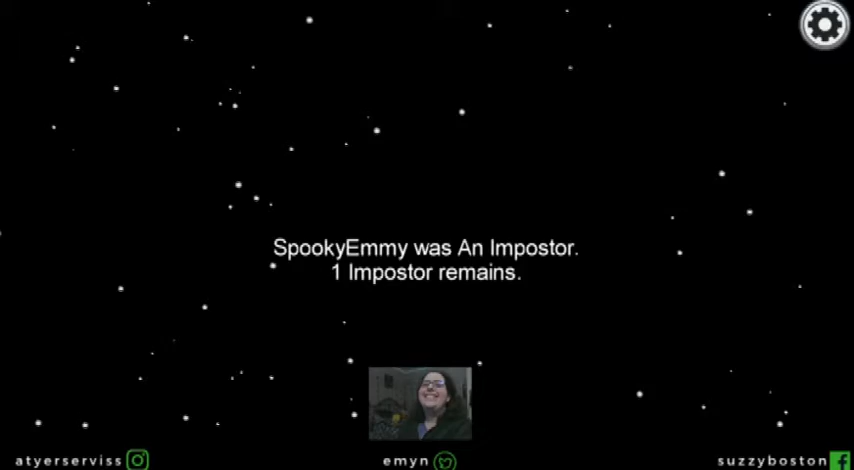 SpookyEmmy was An Impostor.
1 Impostor remains.
atyerserviss
emyn
suzzyboston